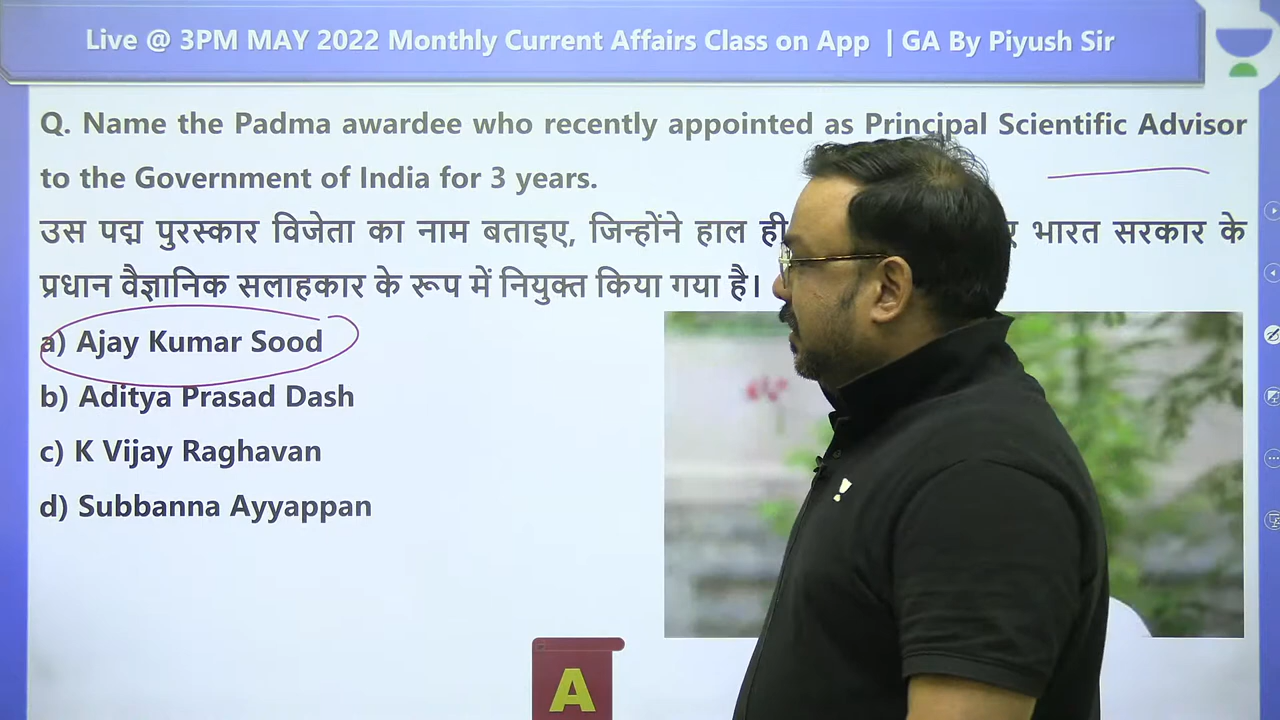 Live @ 3PM MAY 2022 Monthly Current Affairs Class on App | GA By Piyush Sir
Q. Name the Padma awardee who recently appointed as Principal Scientific Advisor
to the Government of India for 3 years.
उस पद्म पुरस्कार विजेता का नाम बताइए, जिन्होंने हाल ही भारत सरकार के
प्रधान वैज्ञानिक सलाहकार के रूप में नियुक्त किया गया है।
a) Ajay Kumar Sood
b) Aditya Prasad Dash
c) K Vijay Raghavan
d) Subbanna Ayyappan
A